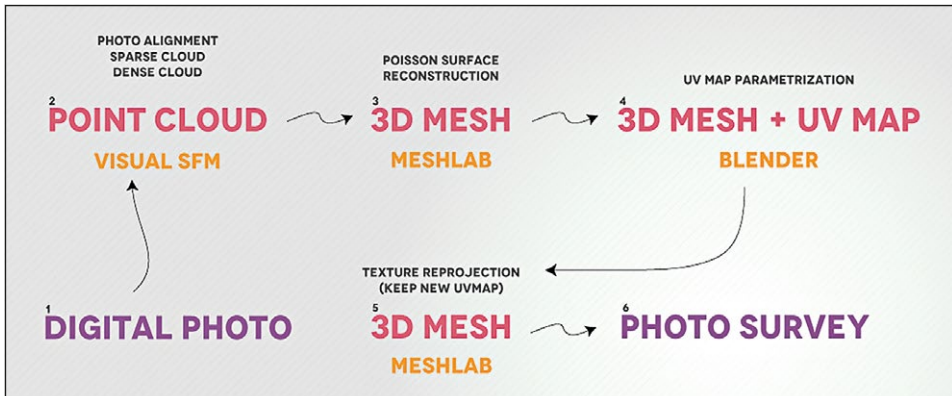 PHOTO ALIGNMENT
SPARSE CLOUD
DENSE CLOUD
2
POINT CLOUD
VISUAL SFM
POISSON SURFACE
RECONSTRUCTION
3
3D MESH
MESHLAB
UV MAP PARAMETRIZATION
4
3D MESH + UV MAP
BLENDER
1
DIGITAL PHOTO
TEXTURE REPROJECTION
(KEEP NEW UVMAP)
5
3D MESH
MESHLAB
6
PHOTO SURVEY